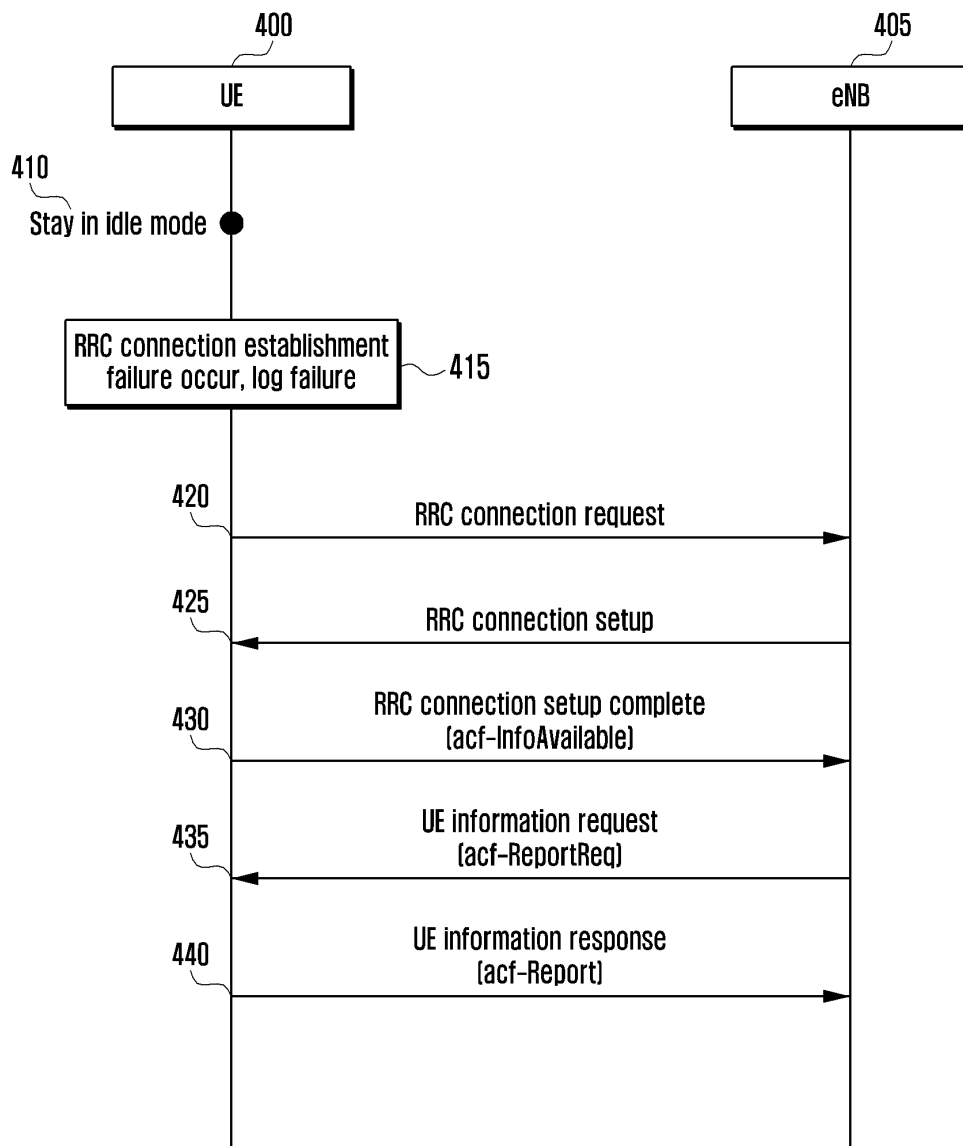 400
405
UE
eNB
410
Stay in idle mode
RRC connection establishment
failure occur, log failure
415
420
RRC connection request
425
RRC connection setup
430
RRC connection setup complete
(acf-InfoAvailable)
435
UE information request
(acf-ReportReq)
440
UE information response
(acf-Report)